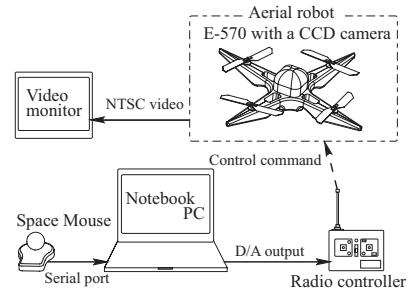 Aerial robot
E-570 with a CCD camera
Video
monitor
NTSC video
Control command
Notebook
PC
Space Mouse
D/A output
Serial port
Radio controller